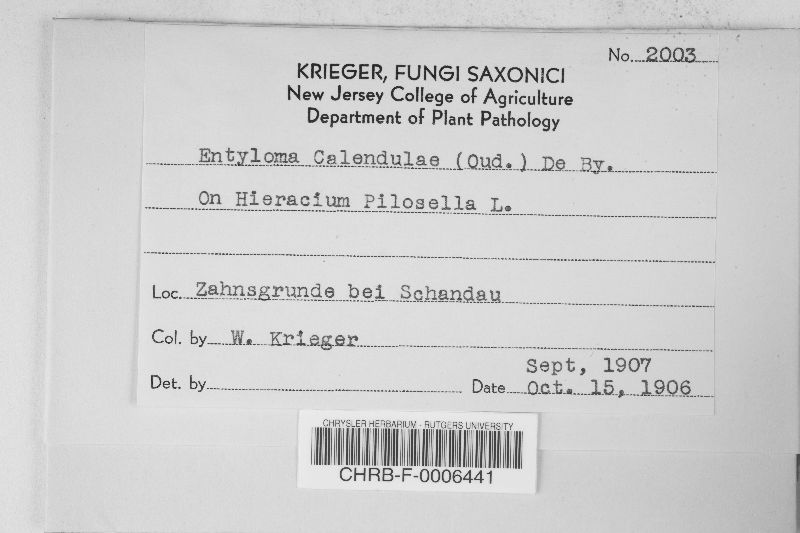 No. 2003
KRIEGER, FUNGI SAXONICI
New Jersey College of Agriculture
Department of Plant Pathology
Entyloma Calendulae (Oud.) De By.
On Hieracium Pilosella L.
Loc. Zahnsgrunde bei Schandau
Col. by W. Krieger
Sept, 1907
Det. by Date Oct. 15, 1906
CHRYSLER HERBARIUM - RUTGERS UNIVERSITY
CHRB-F-0006441